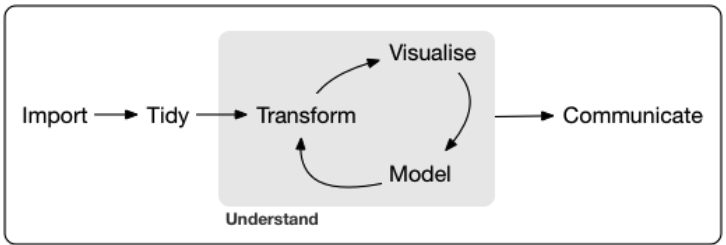 Visualise
Import
Tidy
Transform
Communicate
Model
Understand